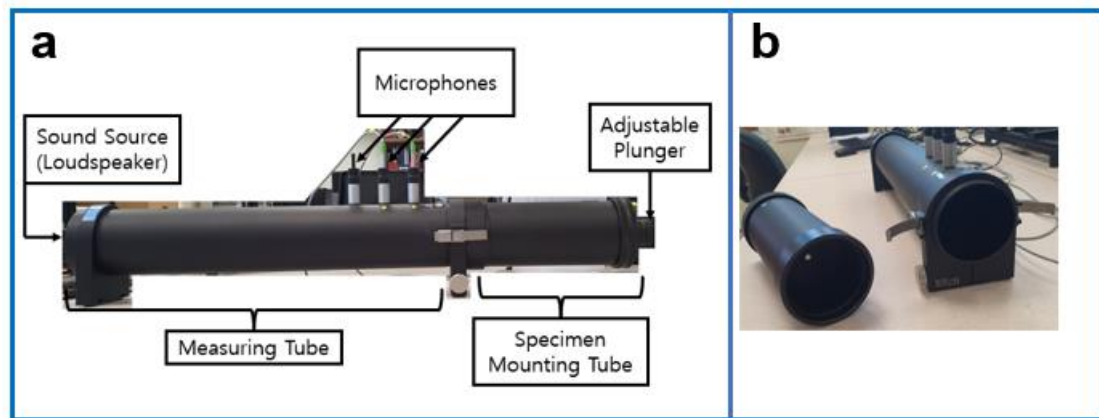 a
Microphones
Sound Source
(Loudspeaker)
Adjustable
Plunger
Measuring Tube
Specimen
Mounting Tube
b